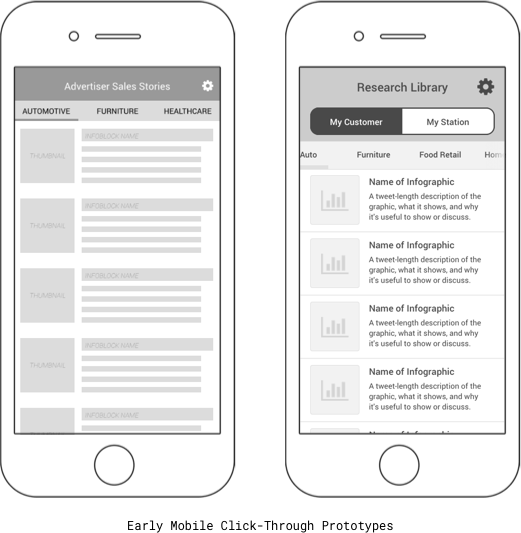 Advertiser Sales Stories
AUTOMOTIVE FURNITURE HEALTHCARE
THUMBNAIL
INFOBLOCK NAME
THUMBNAIL
INFOBLOCK NAME
THUMBNAIL
INFOBLOCK NAME
THUMBNAIL
INFOBLOCK NAME
THUMBNAIL
INFOBLOCK NAME
Research Library
My Customer My Station
Auto Furniture Food Retail Hom
Name of Infographic
A tweet-length description of the
graphic, what it shows, and why
it's useful to show or discuss.
Name of Infographic
A tweet-length description of the
graphic, what it shows, and why
it's useful to show or discuss.
Name of Infographic
A tweet-length description of the
graphic, what it shows, and why
it's useful to show or discuss.
Name of Infographic
A tweet-length description of the
graphic, what it shows, and why
it's useful to show or discuss.
Name of Infographic
Early Mobile Click-Through Prototypes